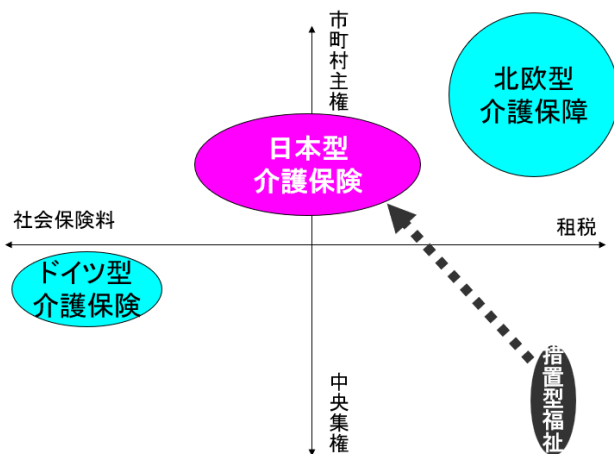 市町村主権
北欧型
介護保障
日本型
介護保険
社会保険料
租税
ドイツ型
介護保険
措置型福祉
中央集権